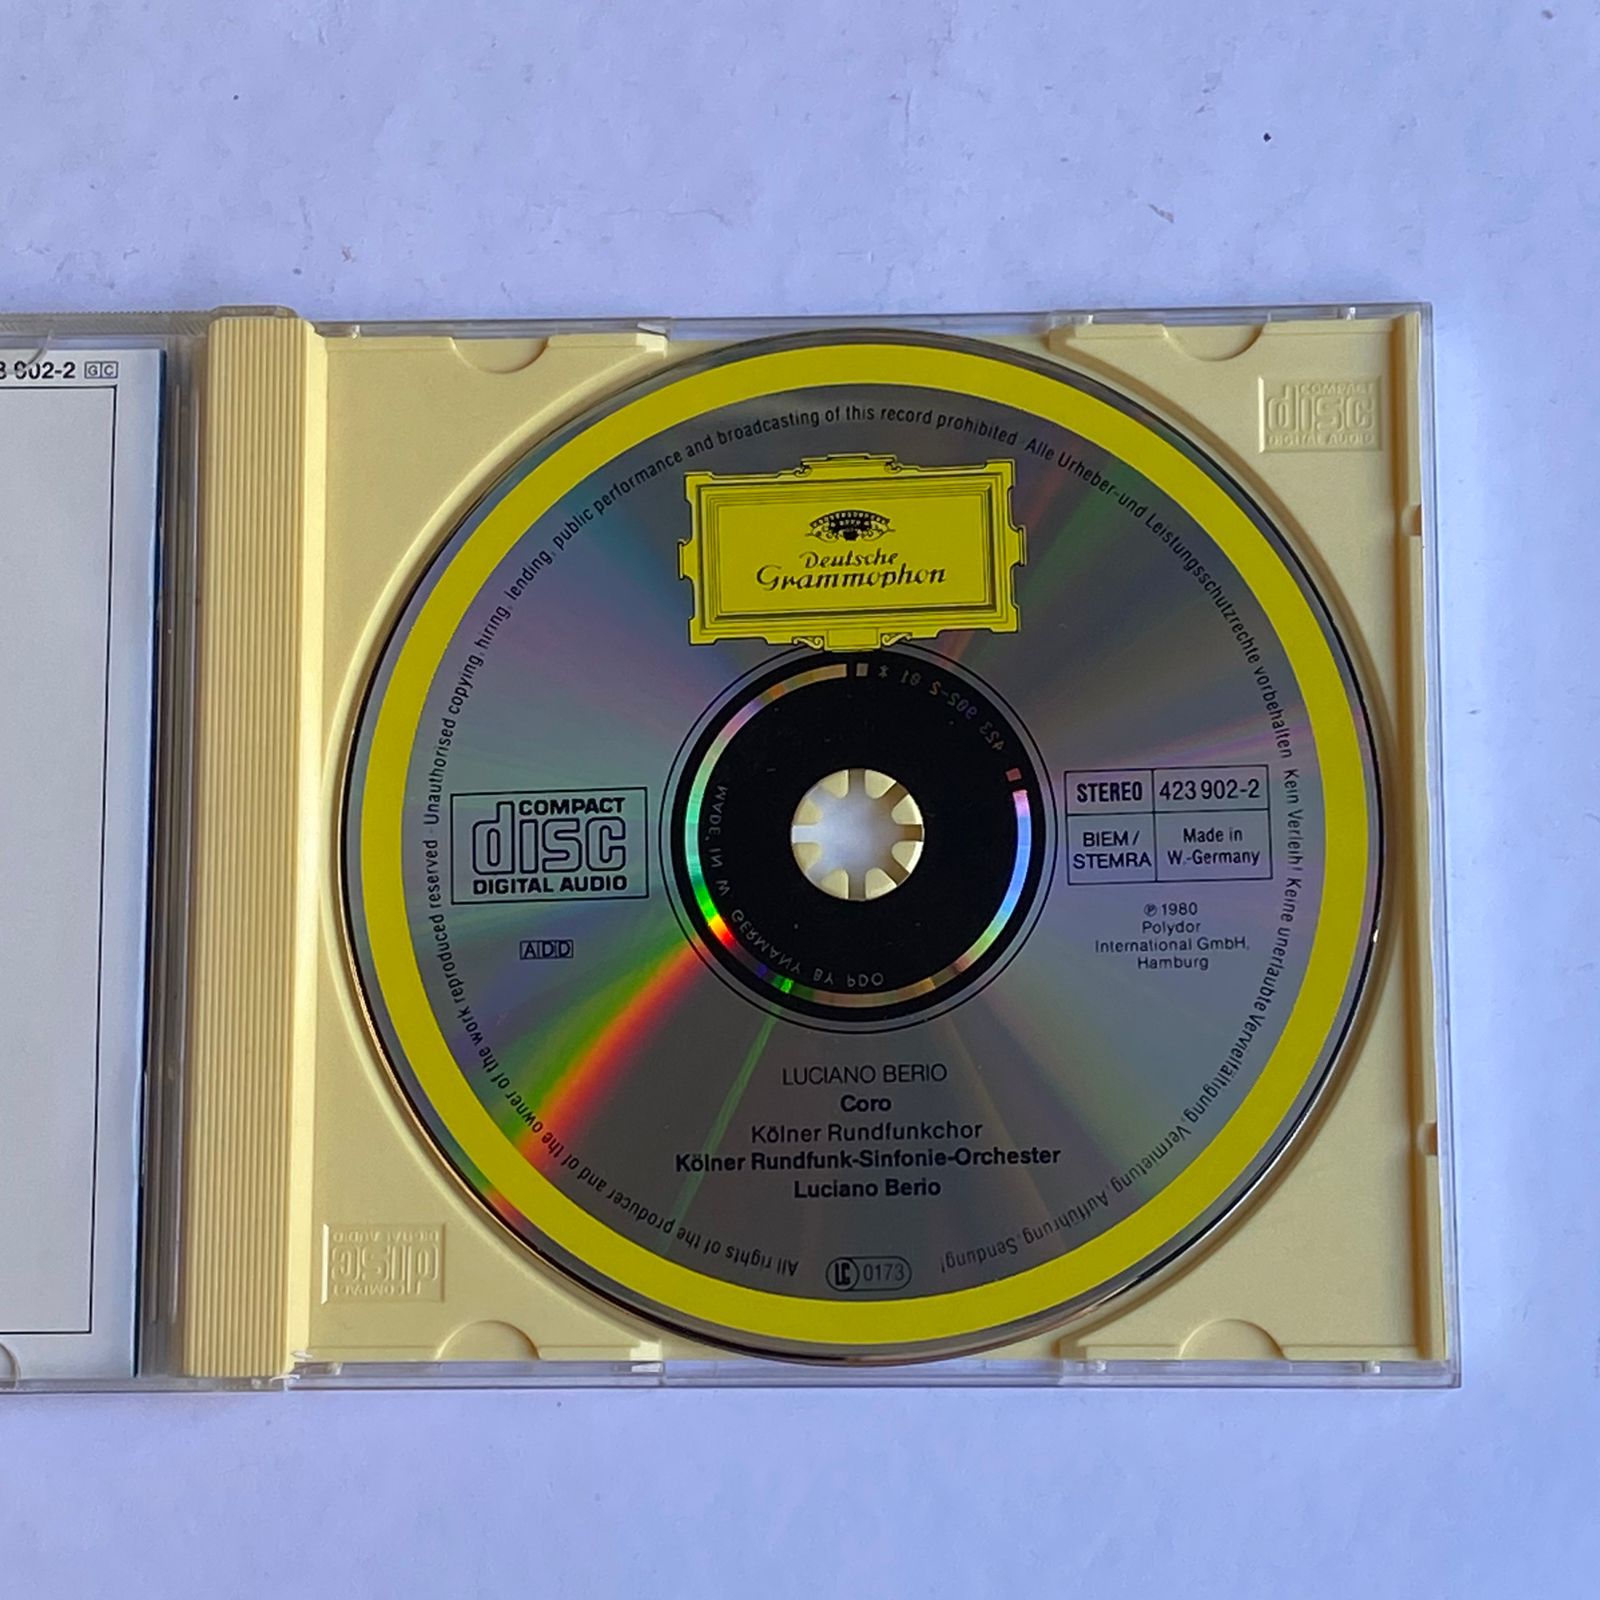 902-2 GC
COMPACT
disc
DIGITAL AUDIO
Deutsche
Grammophon
All rights of the producer and of the owner of the work reproduced reserved · Unauthorised copying, hiring, lending, public performance and broadcasting of this record prohibited · Alle Urheber- und Leistungsschutzrechte vorbehalten · Kein Verleih! Keine unerlaubte Vervielfältigung, Vermietung, Aufführung, Sendung!
423 902-2 01 *
MADE IN W. GERMANY BY PDO
COMPACT
disc
DIGITAL AUDIO
ADD
STEREO 423 902-2
BIEM/ STEMRA
Made in W.-Germany
℗ 1980
Polydor
International GmbH,
Hamburg
LUCIANO BERIO
Coro
Kölner Rundfunkchor
Kölner Rundfunk-Sinfonie-Orchester
Luciano Berio
LC 0173
COMPACT
disc
DIGITAL AUDIO